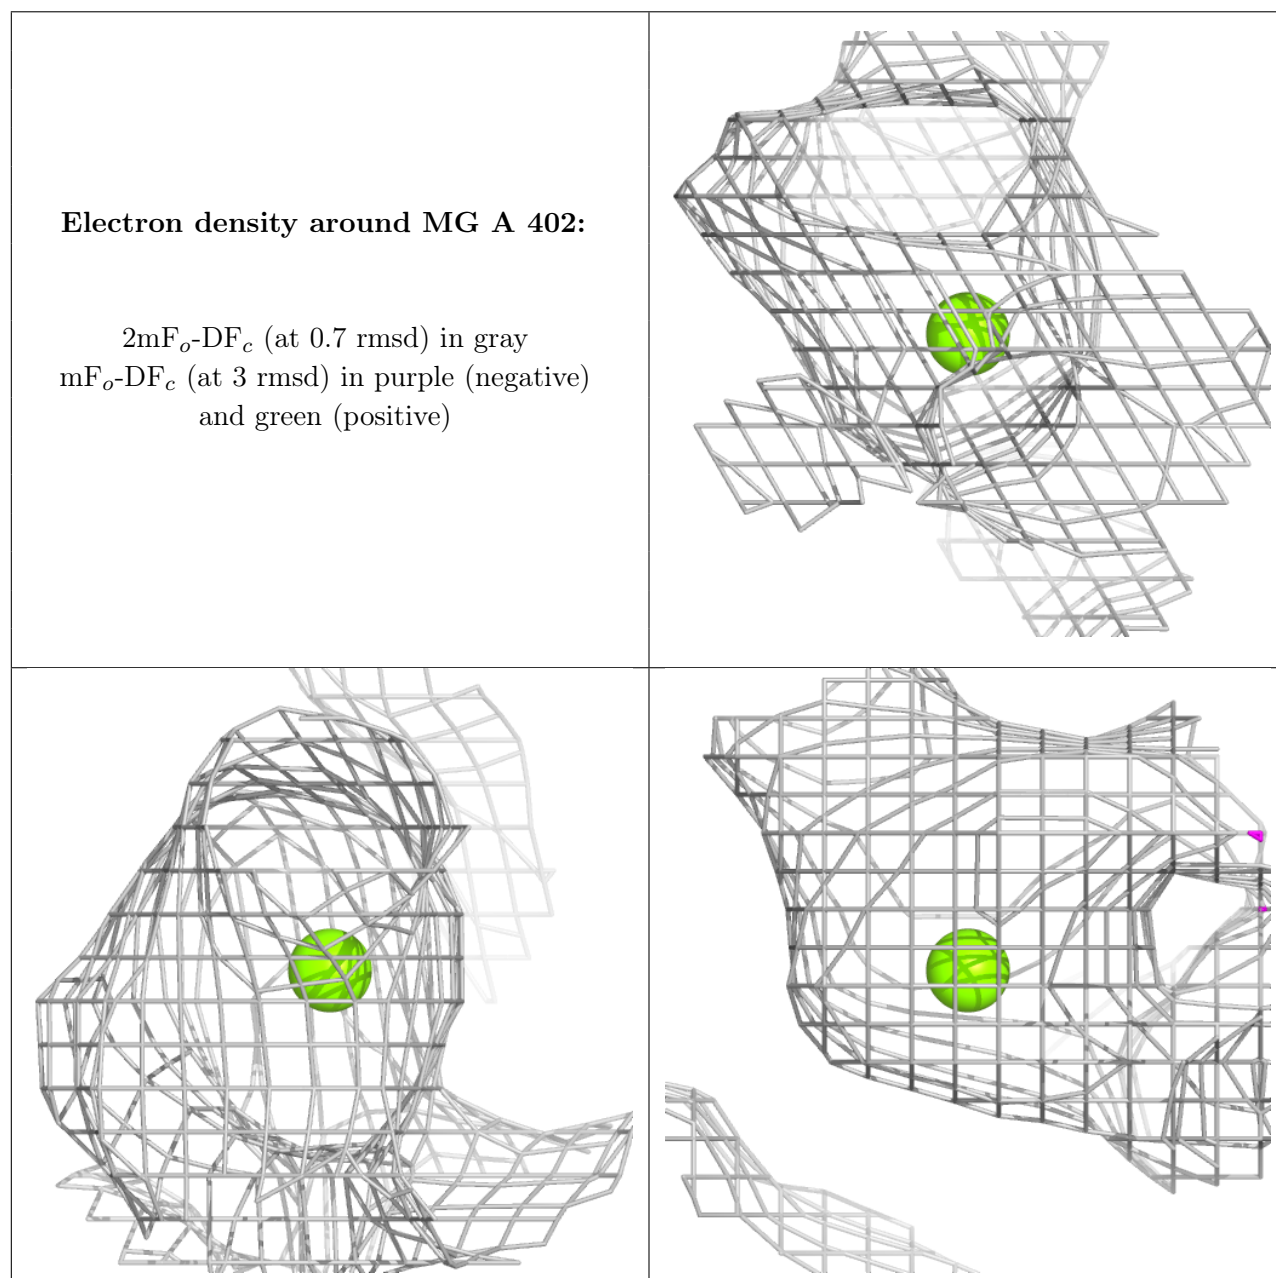 Electron density around MG A 402:
2mFo-DFc (at 0.7 rmsd) in gray
mFo-DFc (at 3 rmsd) in purple (negative)
and green (positive)